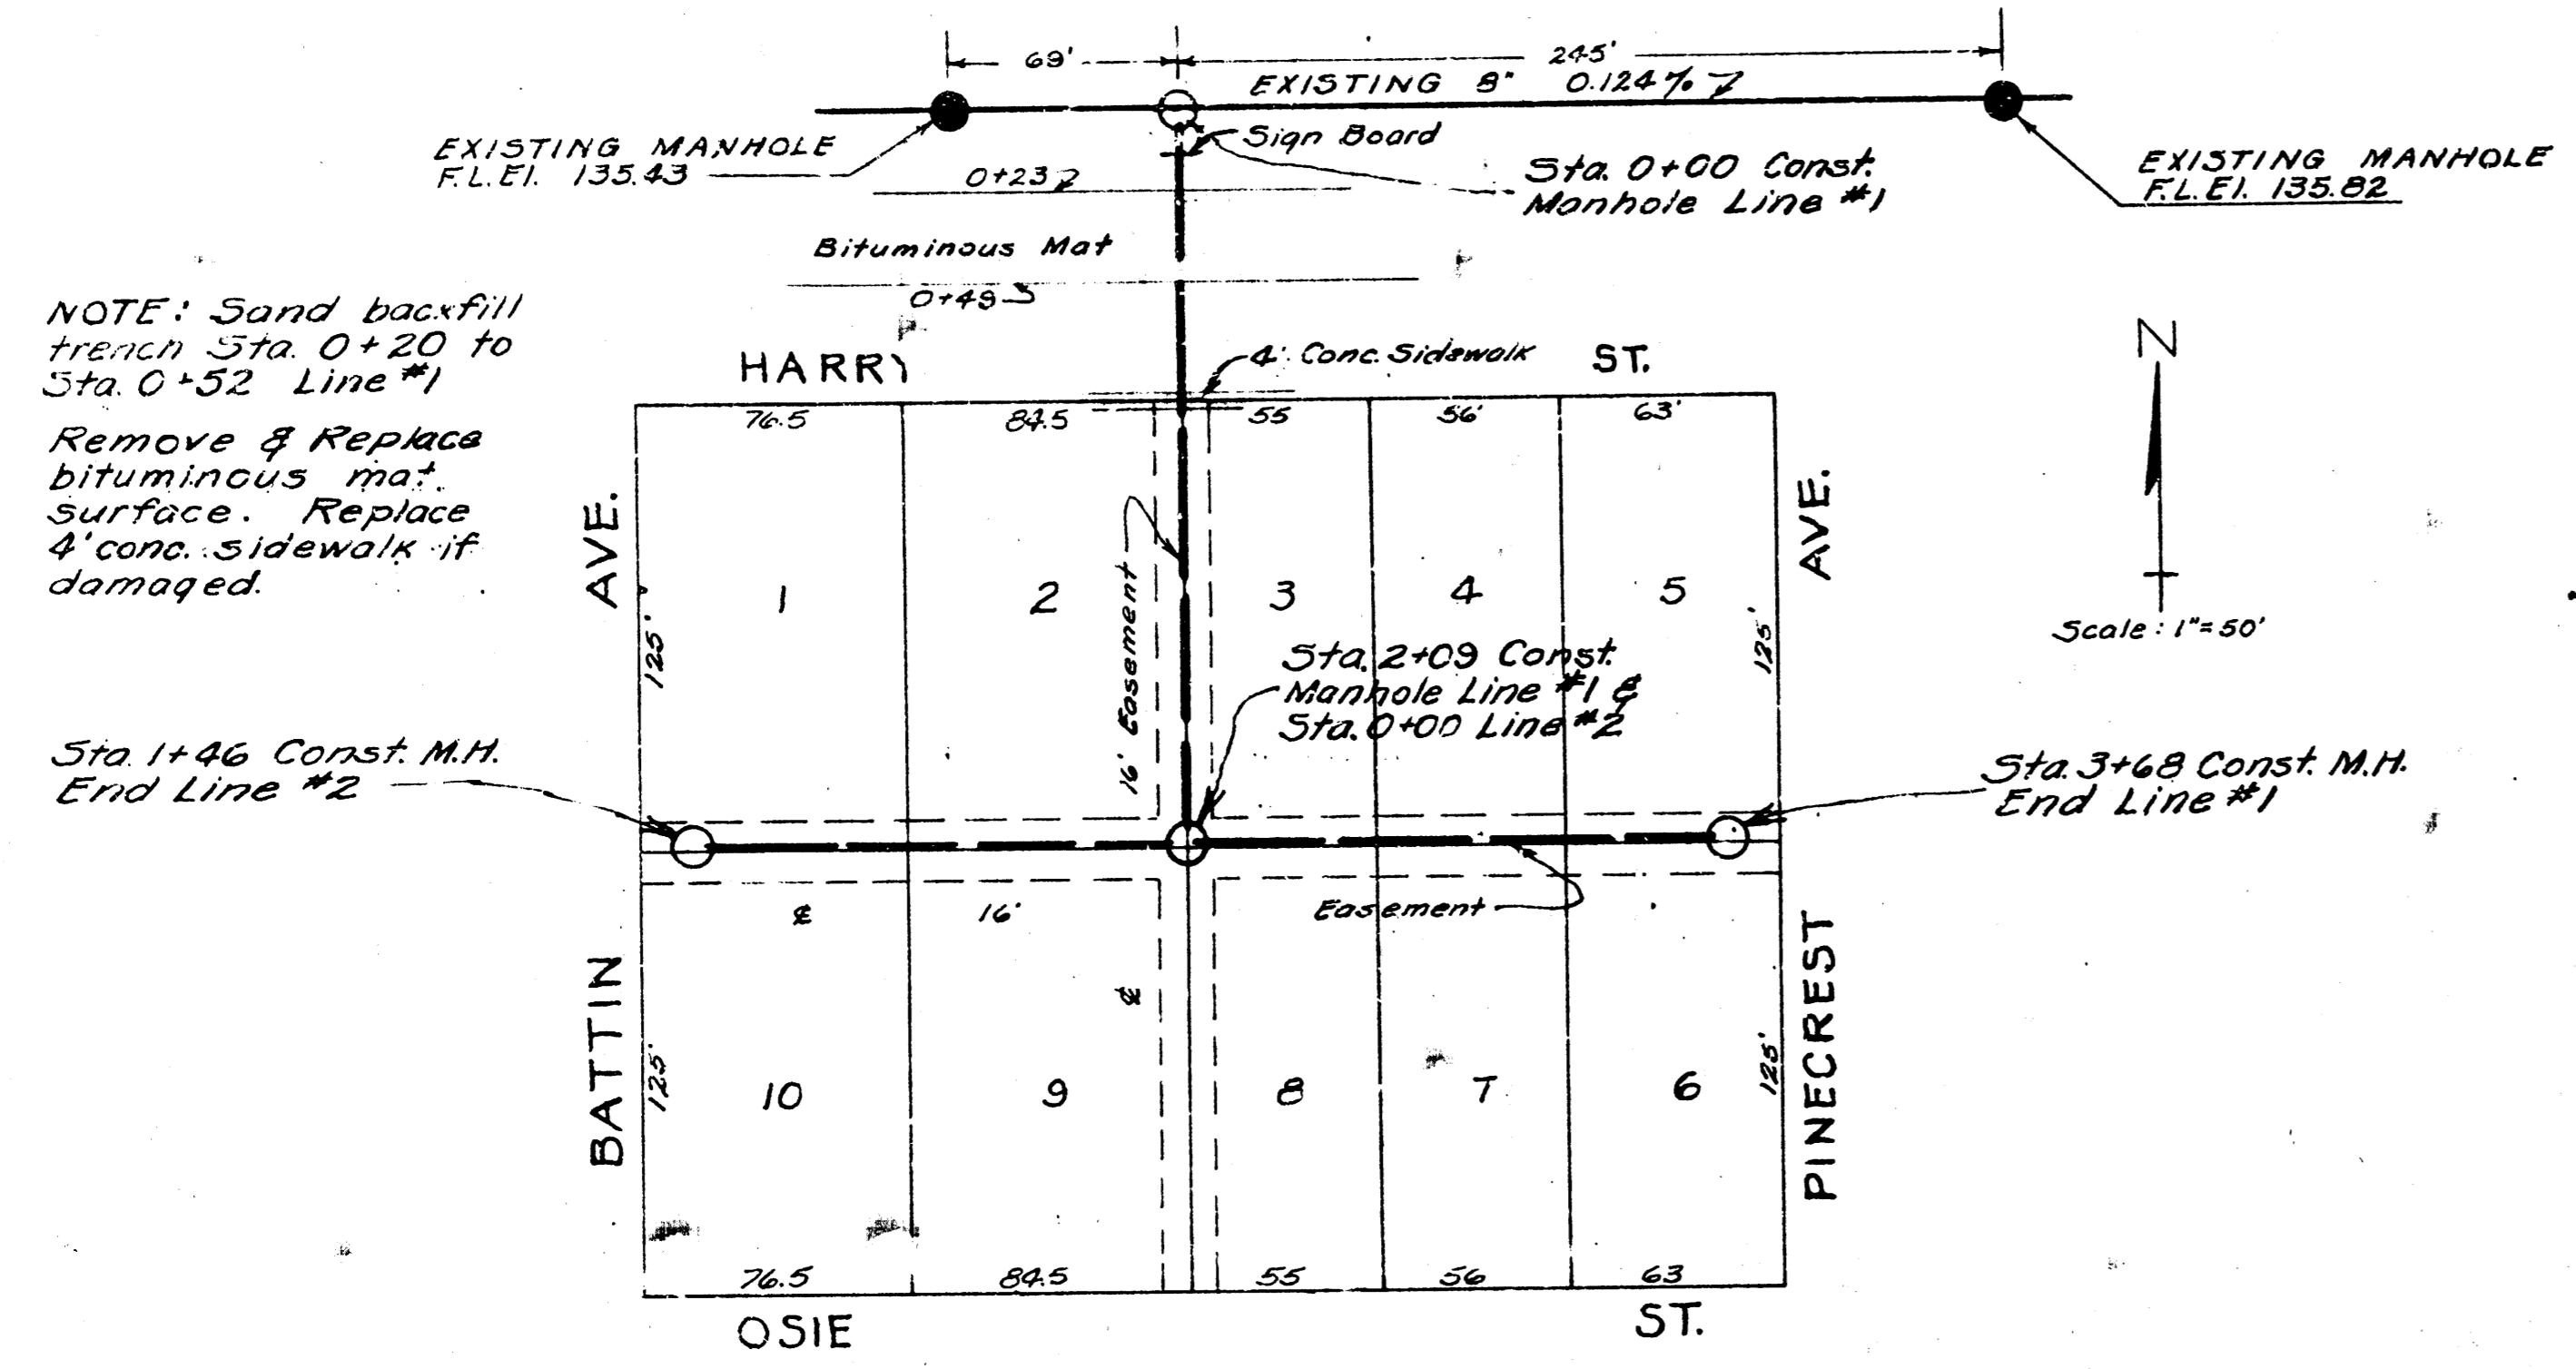 69'
245'
EXISTING 8" 0.124%
EXISTING MANHOLE
F.L.El. 135.43
Sign Board
Sta. 0+00 Const.
Manhole Line #1
EXISTING MANHOLE
F.L.El. 135.82
0+23
Bituminous Mat
0+49
NOTE: Sand backfill
trench Sta. 0+20 to
Sta. 0+52 Line #1
Remove & Replace
bituminous mat.
surface. Replace
4' conc. sidewalk if
damaged.
HARRY ST.
4' Conc. Sidewalk
N
Scale: 1"=50'
76.5 84.5 55 56' 63'
BATTIN AVE.
PINECREST AVE.
125'
125'
1 2 3 4 5
16' Easement
Sta. 2+09 Const.
Manhole Line #1 &
Sta. 0+00 Line #2
Sta. 1+46 Const. M.H.
End Line #2
Sta. 3+68 Const. M.H.
End Line #1
℄ 16' Easement
℄
125'
125'
10 9 8 7 6
76.5 84.5 55 56 63
OSIE ST.